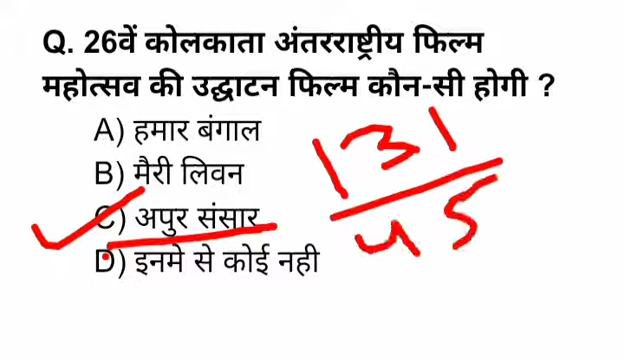 Q. 26वें कोलकाता अंतरराष्ट्रीय फिल्म
महोत्सव की उद्घाटन फिल्म कौन-सी होगी ?
A) हमार बंगाल
B) मैरी लिवन
C) अपुर संसार
D) इनमे से कोई नही
131
45